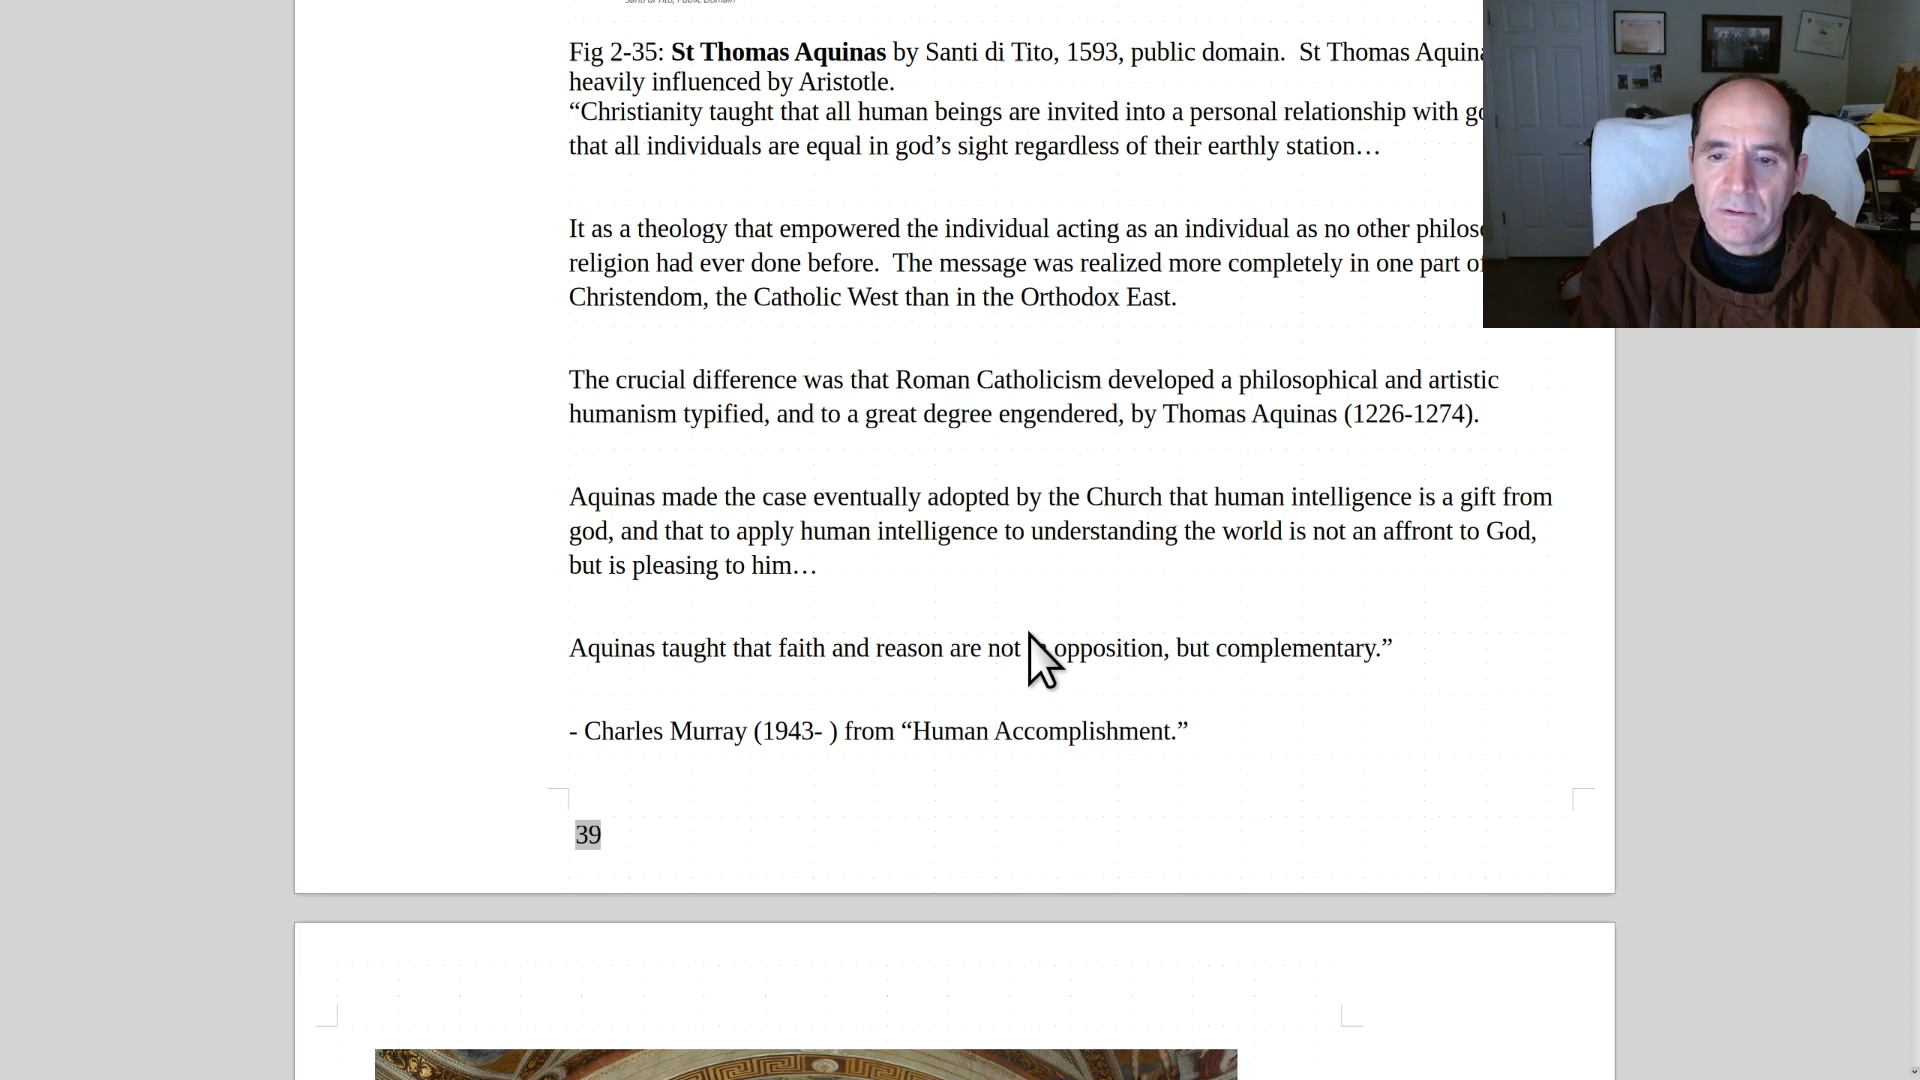 Santi di Tito, Public Domain
Fig 2-35: St Thomas Aquinas by Santi di Tito, 1593, public domain.  St Thomas
heavily influenced by Aristotle.
“Christianity taught that all human beings are invited into a personal relationship with
that all individuals are equal in god’s sight regardless of their earthly station…
It as a theology that empowered the individual acting as an individual as no other
religion had ever done before.  The message was realized more completely in one part
Christendom, the Catholic West than in the Orthodox East.
The crucial difference was that Roman Catholicism developed a philosophical and artistic
humanism typified, and to a great degree engendered, by Thomas Aquinas (1226-1274).
Aquinas made the case eventually adopted by the Church that human intelligence is a gift from
god, and that to apply human intelligence to understanding the world is not an affront to God,
but is pleasing to him…
Aquinas taught that faith and reason are not opposition, but complementary.”
- Charles Murray (1943- ) from “Human Accomplishment.”
39